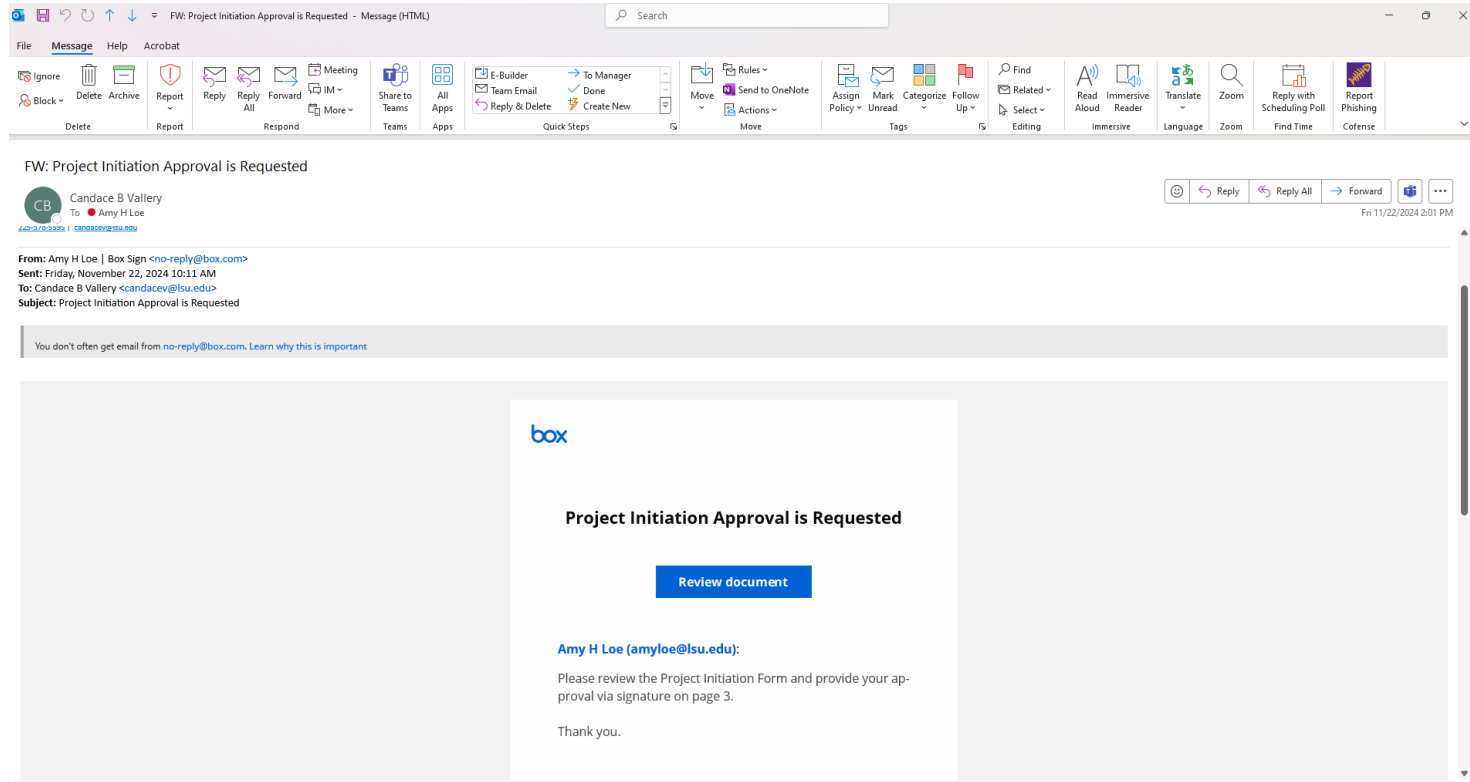 FW: Project Initiation Approval is Requested - Message (HTML)
Search
File Message Help Acrobat
Ignore
Block
Delete
Archive
Delete
Report
Report
Reply
Reply All
Forward
Meeting
IM
More
Respond
Share to Teams
Teams
All Apps
Apps
E-Builder
To Manager
Team Email
Done
Reply & Delete
Create New
Quick Steps
Move
Rules
Send to OneNote
Actions
Move
Assign Policy
Mark Unread
Categorize
Follow Up
Tags
Find
Related
Select
Editing
Read Aloud
Immersive Reader
Immersive
Translate
Language
Zoom
Zoom
Reply with Scheduling Poll
Find Time
Report Phishing
Cofense
FW: Project Initiation Approval is Requested
CB
Candace B Vallery
To Amy H Loe
Reply
Reply All
Forward
Fri 11/22/2024 2:01 PM
225-578-5595 | candacev@lsu.edu
From: Amy H Loe | Box Sign <no-reply@box.com>
Sent: Friday, November 22, 2024 10:11 AM
To: Candace B Vallery <candacev@lsu.edu>
Subject: Project Initiation Approval is Requested
You don't often get email from no-reply@box.com. Learn why this is important
box
Project Initiation Approval is Requested
Review document
Amy H Loe (amyloe@lsu.edu):
Please review the Project Initiation Form and provide your ap-
proval via signature on page 3.
Thank you.